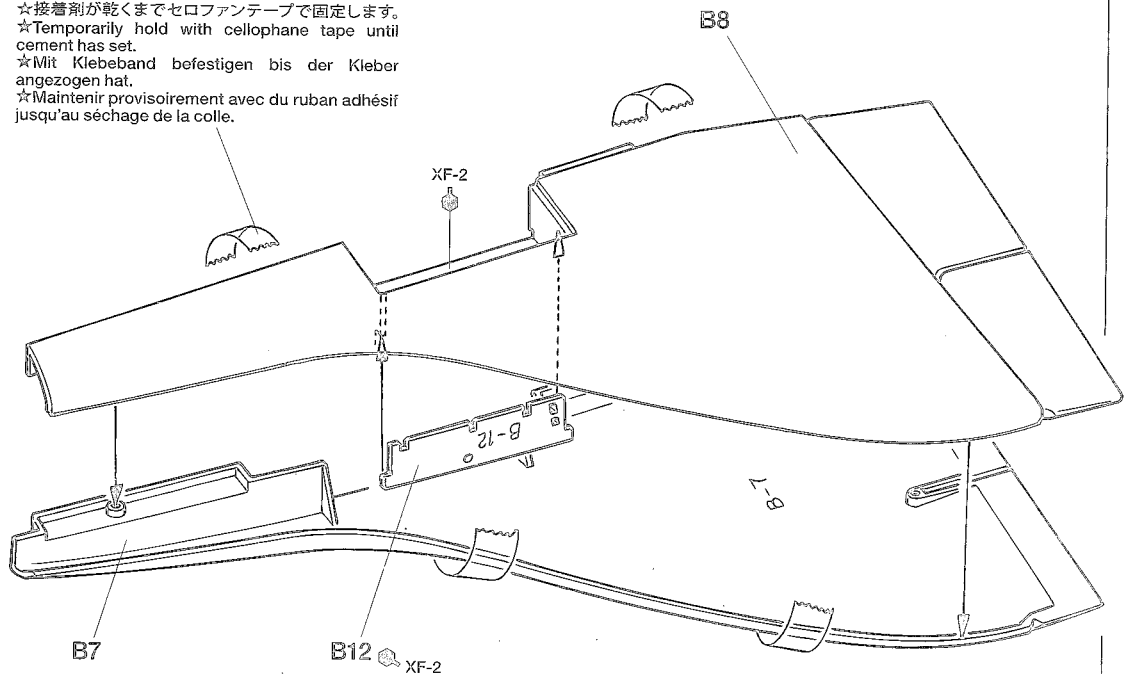 ☆接着剤が乾くまでセロファンテープで固定します。
☆Temporarily hold with cellophane tape until
cement has set.
☆Mit Klebeband befestigen bis der Kleber
angezogen hat.
☆Maintenir provisoirement avec du ruban adhésif
jusqu'au séchage de la colle.
B8
XF-2
B-12
B-7
B7
B12
XF-2